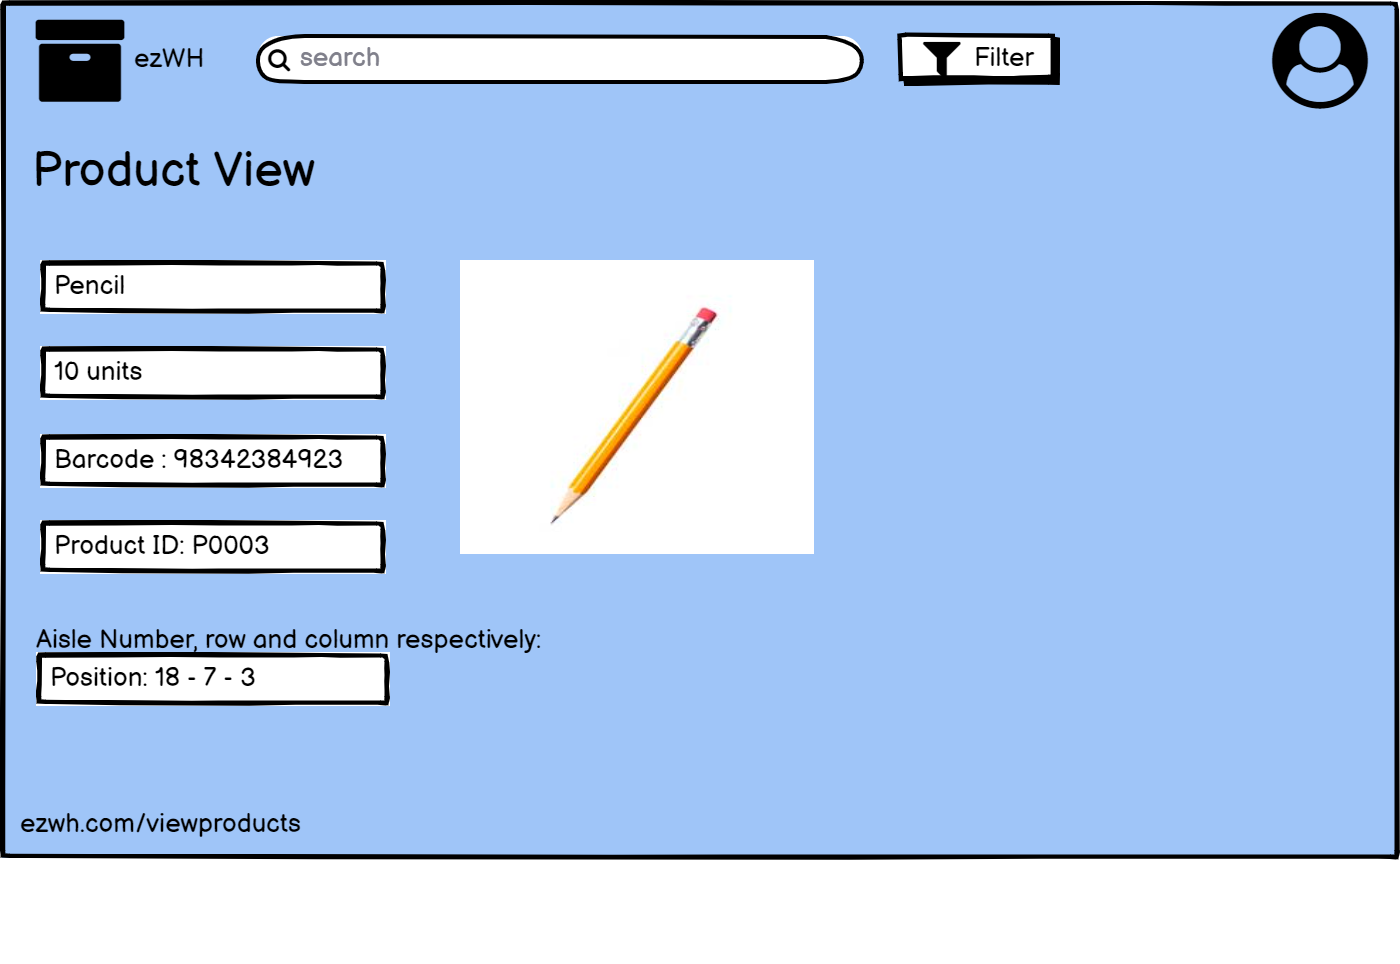 ezWH
search
Filter
Product View
Pencil
10 units
Barcode : 98342384923
Product ID: P0003
Aisle Number, row and column respectively:
Position: 18 - 7 - 3
ezwh.com/viewproducts